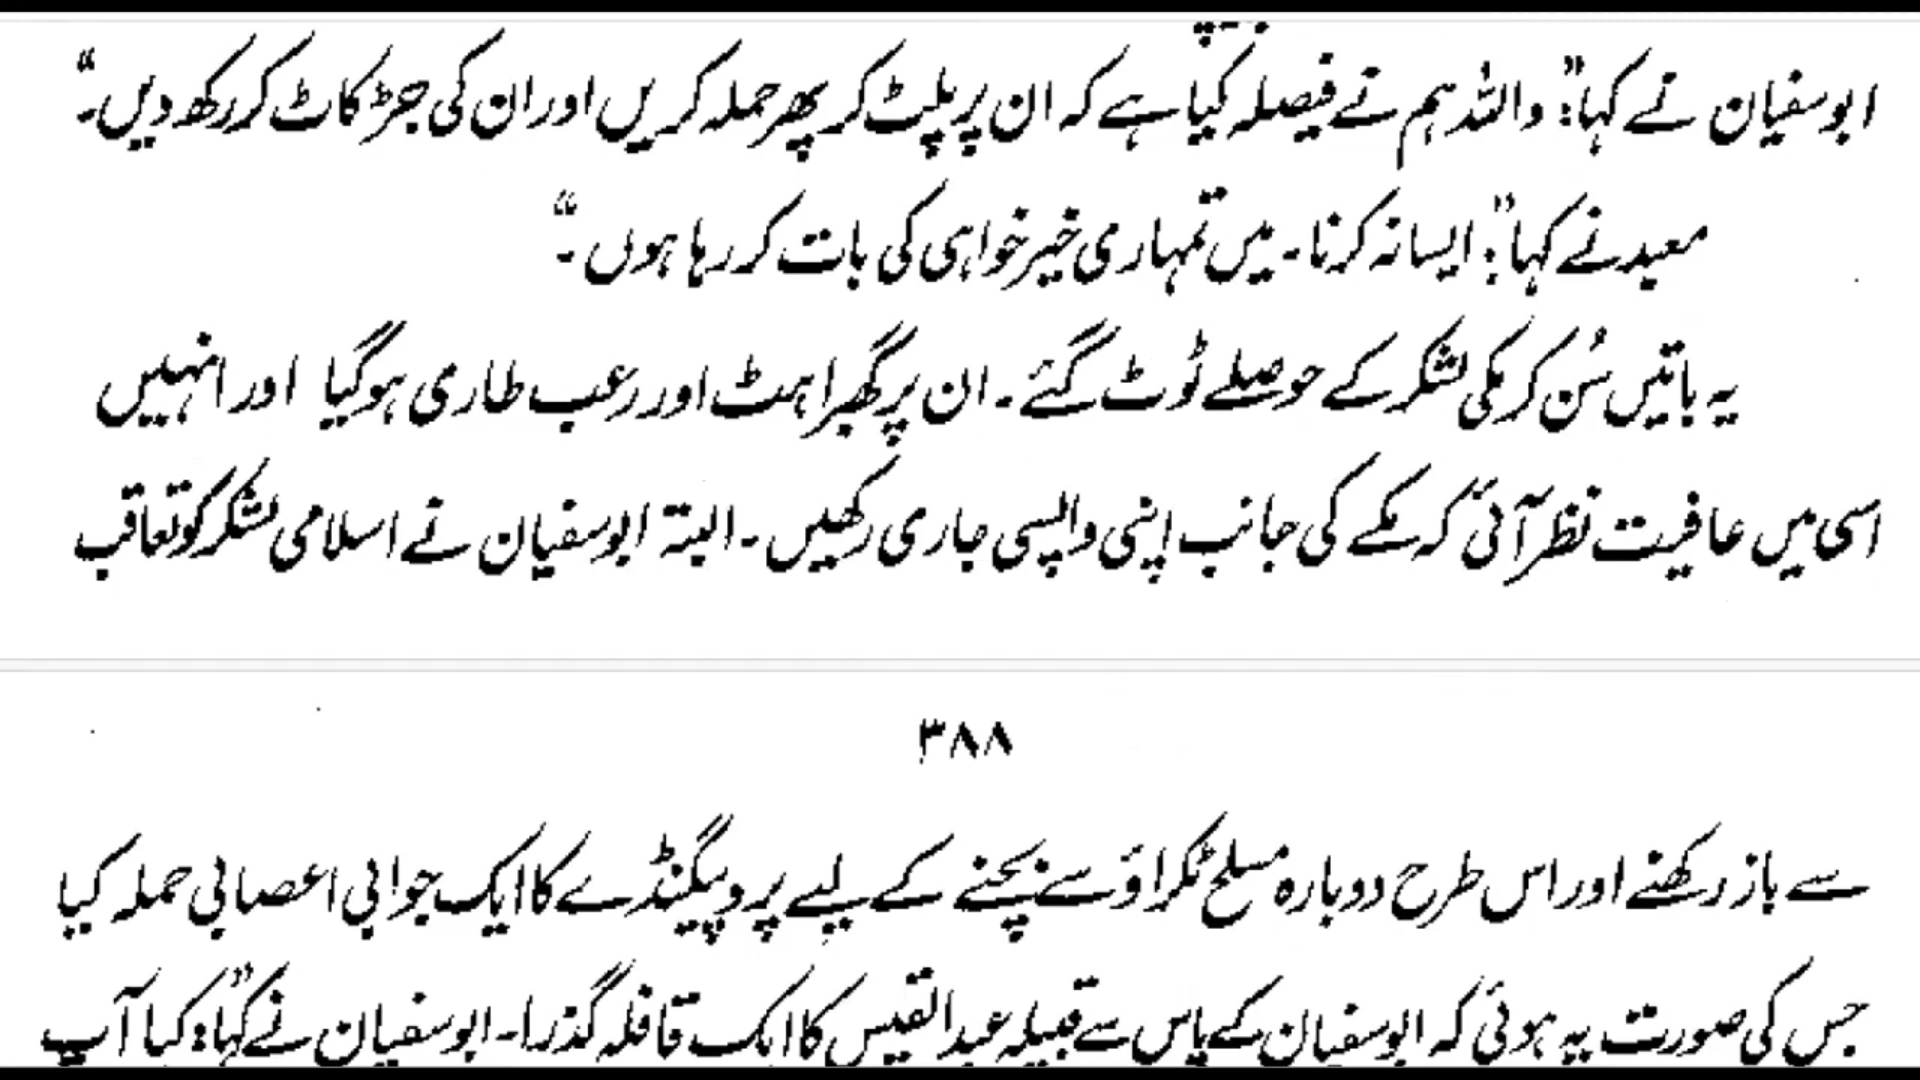 ابوسفیان نے کہا: "واللہ ہم نے فیصلہ کیا ہے کہ ان پر پلٹ کر پھر حملہ کریں اور ان کی جڑ کاٹ کر رکھ دیں۔"
معبد نے کہا: "ایسا نہ کرنا۔ میں تمہاری خیر خواہی کی بات کر رہا ہوں۔"
یہ باتیں سُن کر مکی لشکر کے حوصلے ٹوٹ گئے۔ ان پر گھبراہٹ اور رعب طاری ہوگیا اور انہیں
اسی میں عافیت نظر آئی کہ مکے کی جانب اپنی واپسی جاری رکھیں۔ البتہ ابوسفیان نے اسلامی لشکر کو تعاقب
۳۸۸
سے باز رکھنے اور اس طرح دوبارہ مسلح ٹکراؤ سے بچنے کے لیے پروپیگنڈے کا ایک جوابی اعصابی حملہ کیا
جس کی صورت یہ ہوئی کہ ابوسفیان کے پاس سے قبیلہ عبدالقیس کا ایک قافلہ گذرا۔ ابوسفیان نے کہا: "کیا آپ